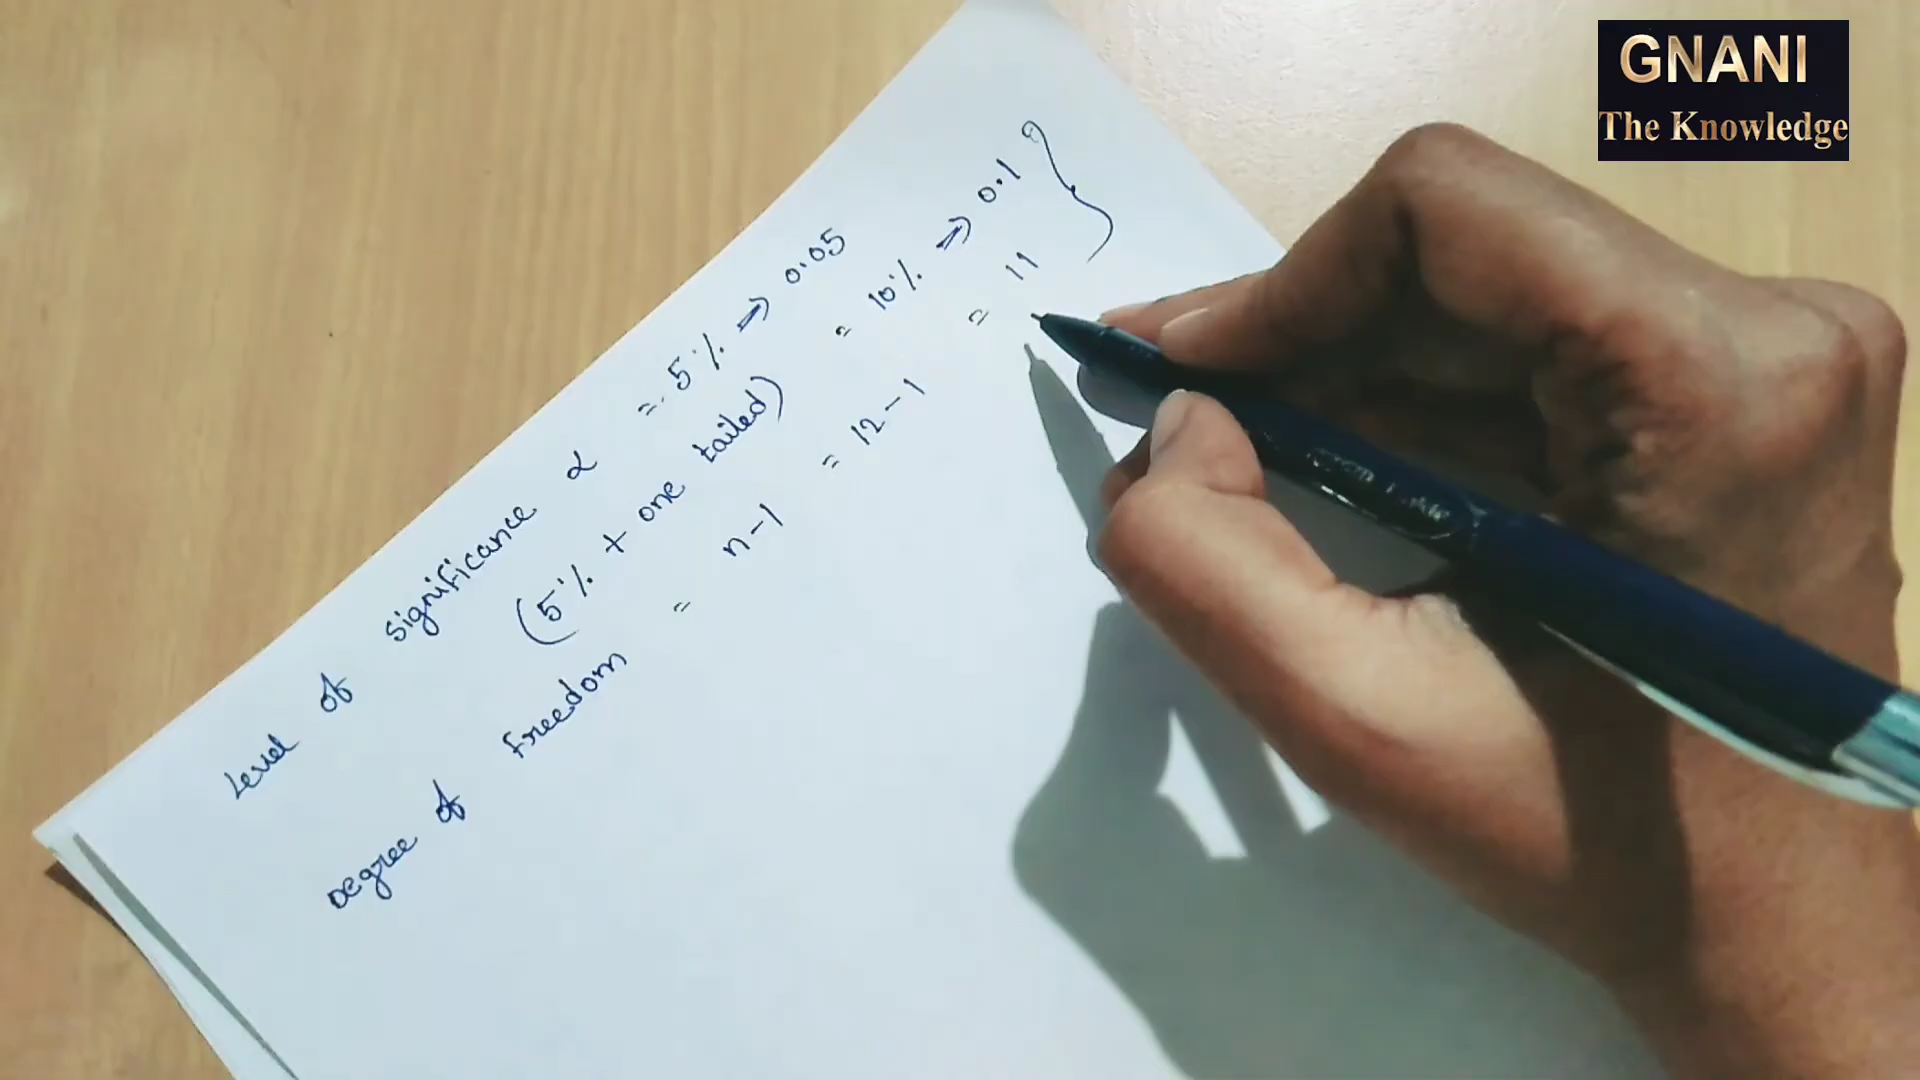 GNANI
The Knowledge
Level of significance α = 5% ⇒ 0.05
(5% + one tailed) = 10% ⇒ 0.1
Degree of Freedom = n-1 = 12-1 = 11